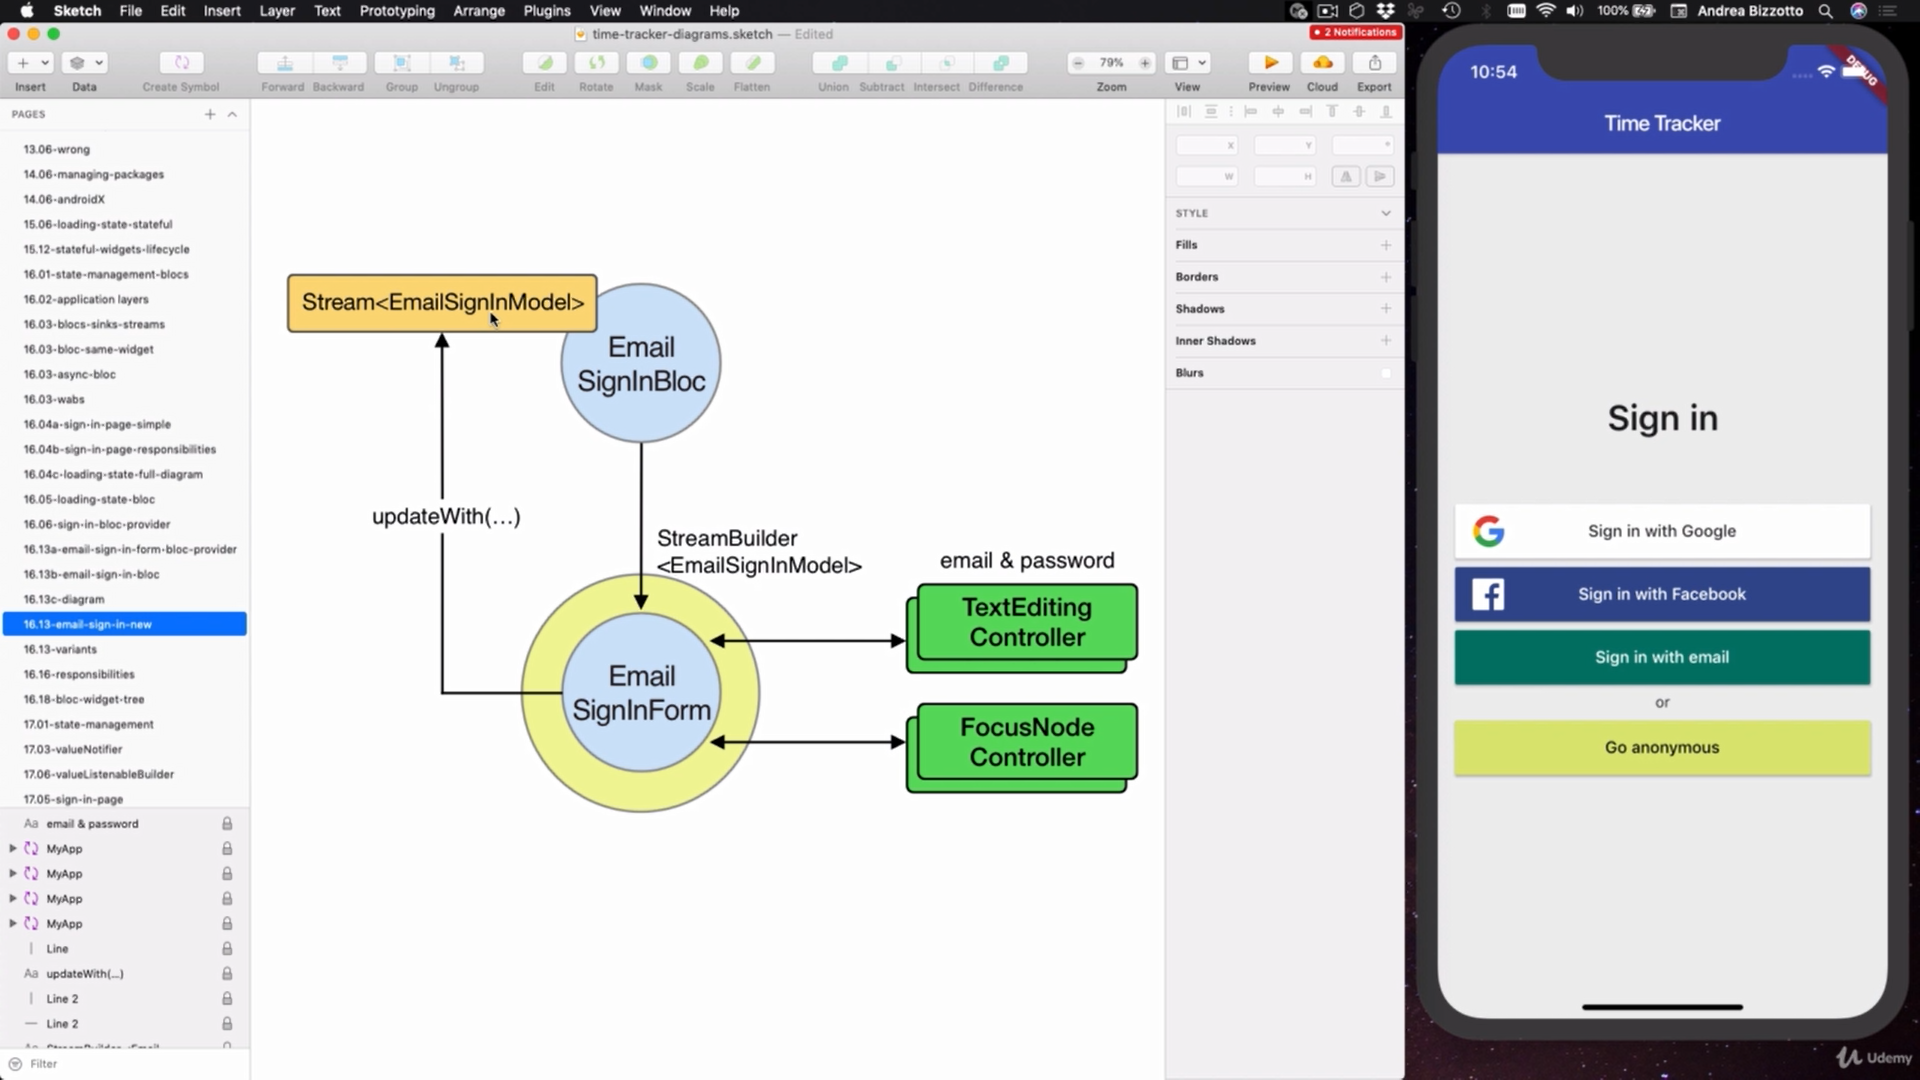 Sketch File Edit Insert Layer Text Prototyping Arrange Plugins View Window Help
100% Andrea Bizzotto
time-tracker-diagrams.sketch — Edited
2 Notifications
79%
Insert Data Create Symbol Forward Backward Group Ungroup Edit Rotate Mask Scale Flatten Union Subtract Intersect Difference Zoom View Preview Cloud Export
PAGES
13.06-wrong
14.06-managing-packages
14.06-androidX
15.06-loading-state-stateful
15.12-stateful-widgets-lifecycle
16.01-state-management-blocs
16.02-application layers
16.03-blocs-sinks-streams
16.03-bloc-same-widget
16.03-async-bloc
16.03-wabs
16.04a-sign-in-page-simple
16.04b-sign-in-page-responsibilities
16.04c-loading-state-full-diagram
16.05-loading-state-bloc
16.06-sign-in-bloc-provider
16.13a-email-sign-in-form-bloc-provider
16.13b-email-sign-in-bloc
16.13c-diagram
16.13-email-sign-in-new
16.13-variants
16.16-responsibilities
16.18-bloc-widget-tree
17.01-state-management
17.03-valueNotifier
17.06-valueListenableBuilder
17.05-sign-in-page
Aa email & password
MyApp
MyApp
MyApp
MyApp
Line
Aa updateWith(...)
Line 2
Line 2
Filter
Stream<EmailSignInModel>
Email
SignInBloc
updateWith(...)
StreamBuilder
<EmailSignInModel>
Email
SignInForm
email & password
TextEditing
Controller
FocusNode
Controller
X Y °
W H
STYLE
Fills
Borders
Shadows
Inner Shadows
Blurs
10:54
DEBUG
Time Tracker
Sign in
Sign in with Google
Sign in with Facebook
Sign in with email
or
Go anonymous
Udemy